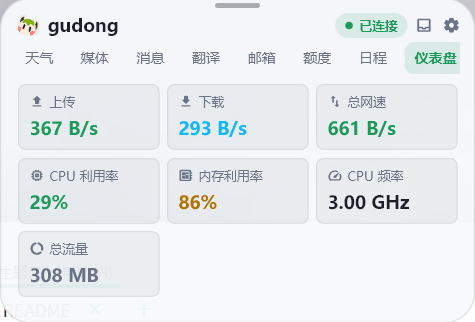 gudong
已连接
天气 媒体 消息 翻译 邮箱 额度 日程 仪表盘
上传 下载 总网速
367 B/s 293 B/s 661 B/s
CPU 利用率 内存利用率 CPU 频率
29% 86% 3.00 GHz
总流量
308 MB
README